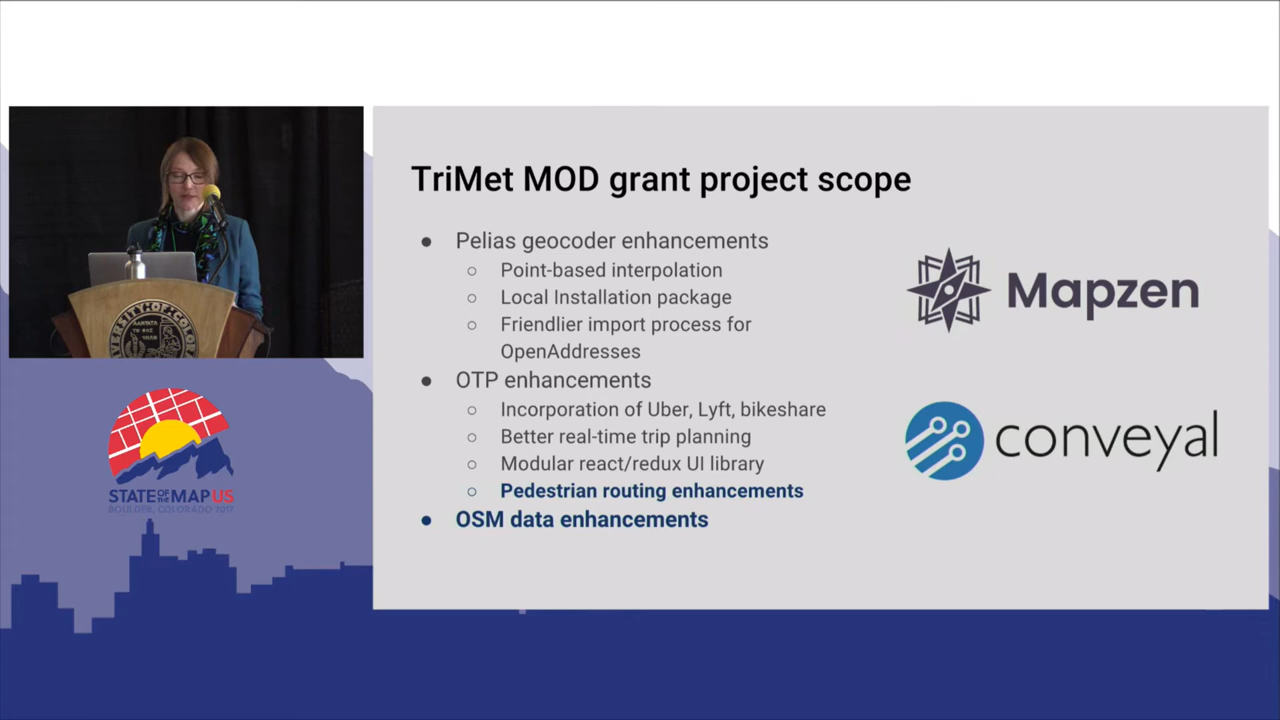 TriMet MOD grant project scope
● Pelias geocoder enhancements
○ Point-based interpolation
○ Local Installation package
○ Friendlier import process for
OpenAddresses
● OTP enhancements
○ Incorporation of Uber, Lyft, bikeshare
○ Better real-time trip planning
○ Modular react/redux UI library
○ Pedestrian routing enhancements
● OSM data enhancements
Mapzen
conveyal
STATE OF THE MAP US
BOULDER, COLORADO 2017